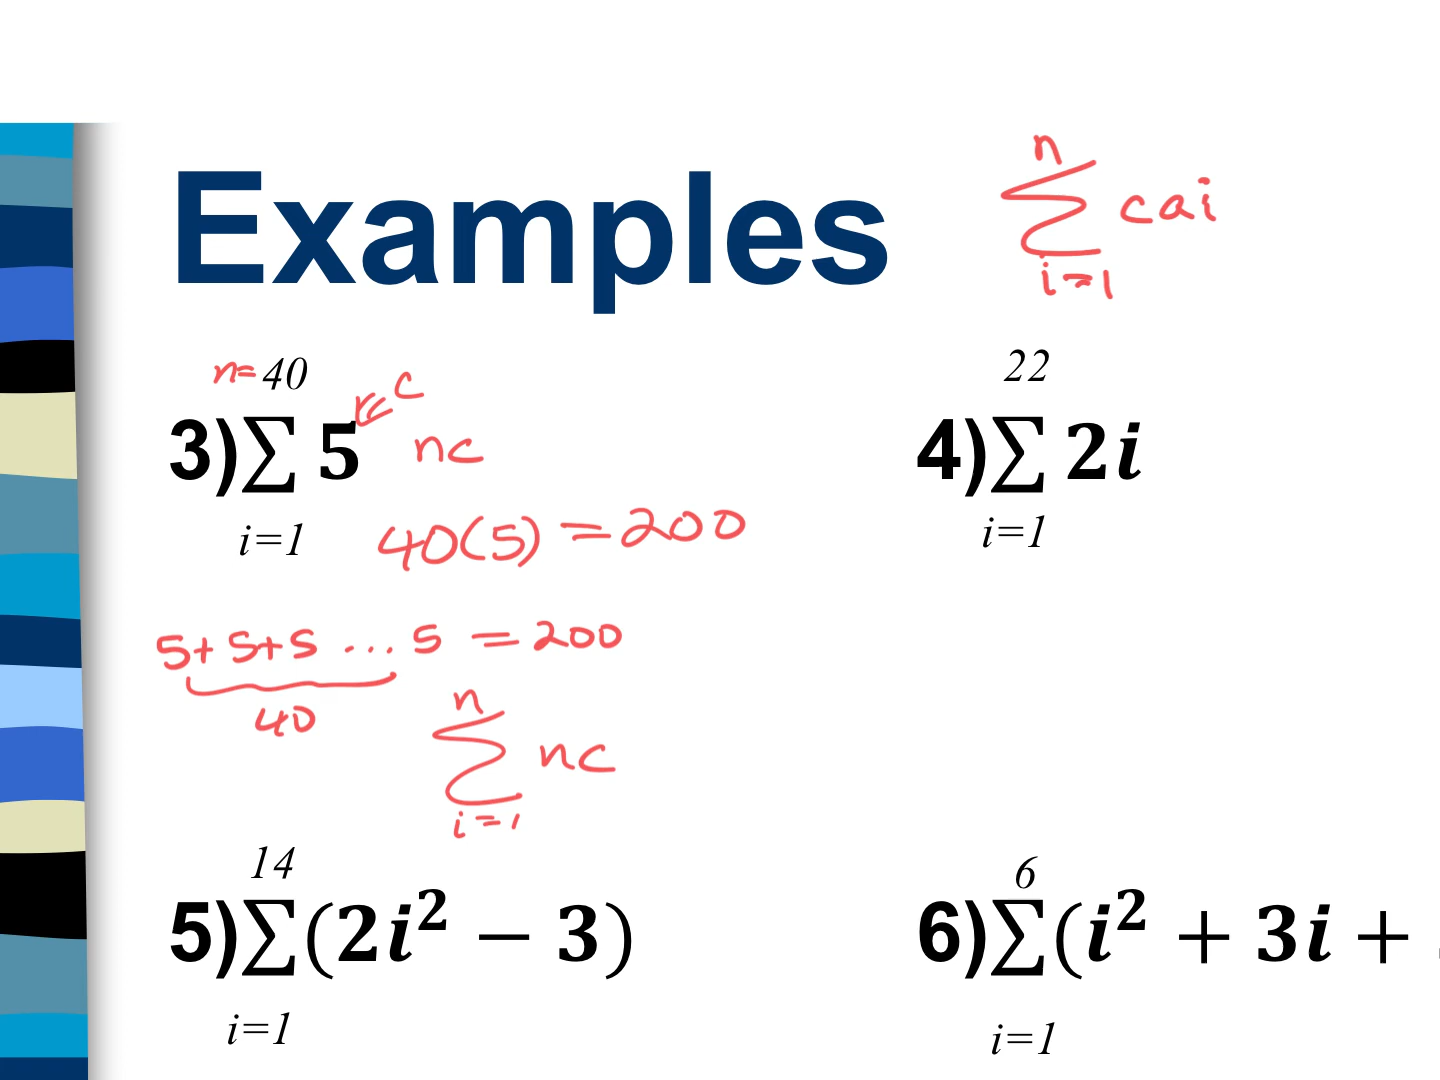 Examples
n
∑ cai
i=1
n= 40
3)∑ 5 c
nc
i=1
40(5) = 200
5+5+5 ... 5 = 200
40
n
∑ nc
i=1
22
4)∑ 2i
i=1
14
5)∑(2i² − 3)
i=1
6
6)∑(i² + 3i +
i=1